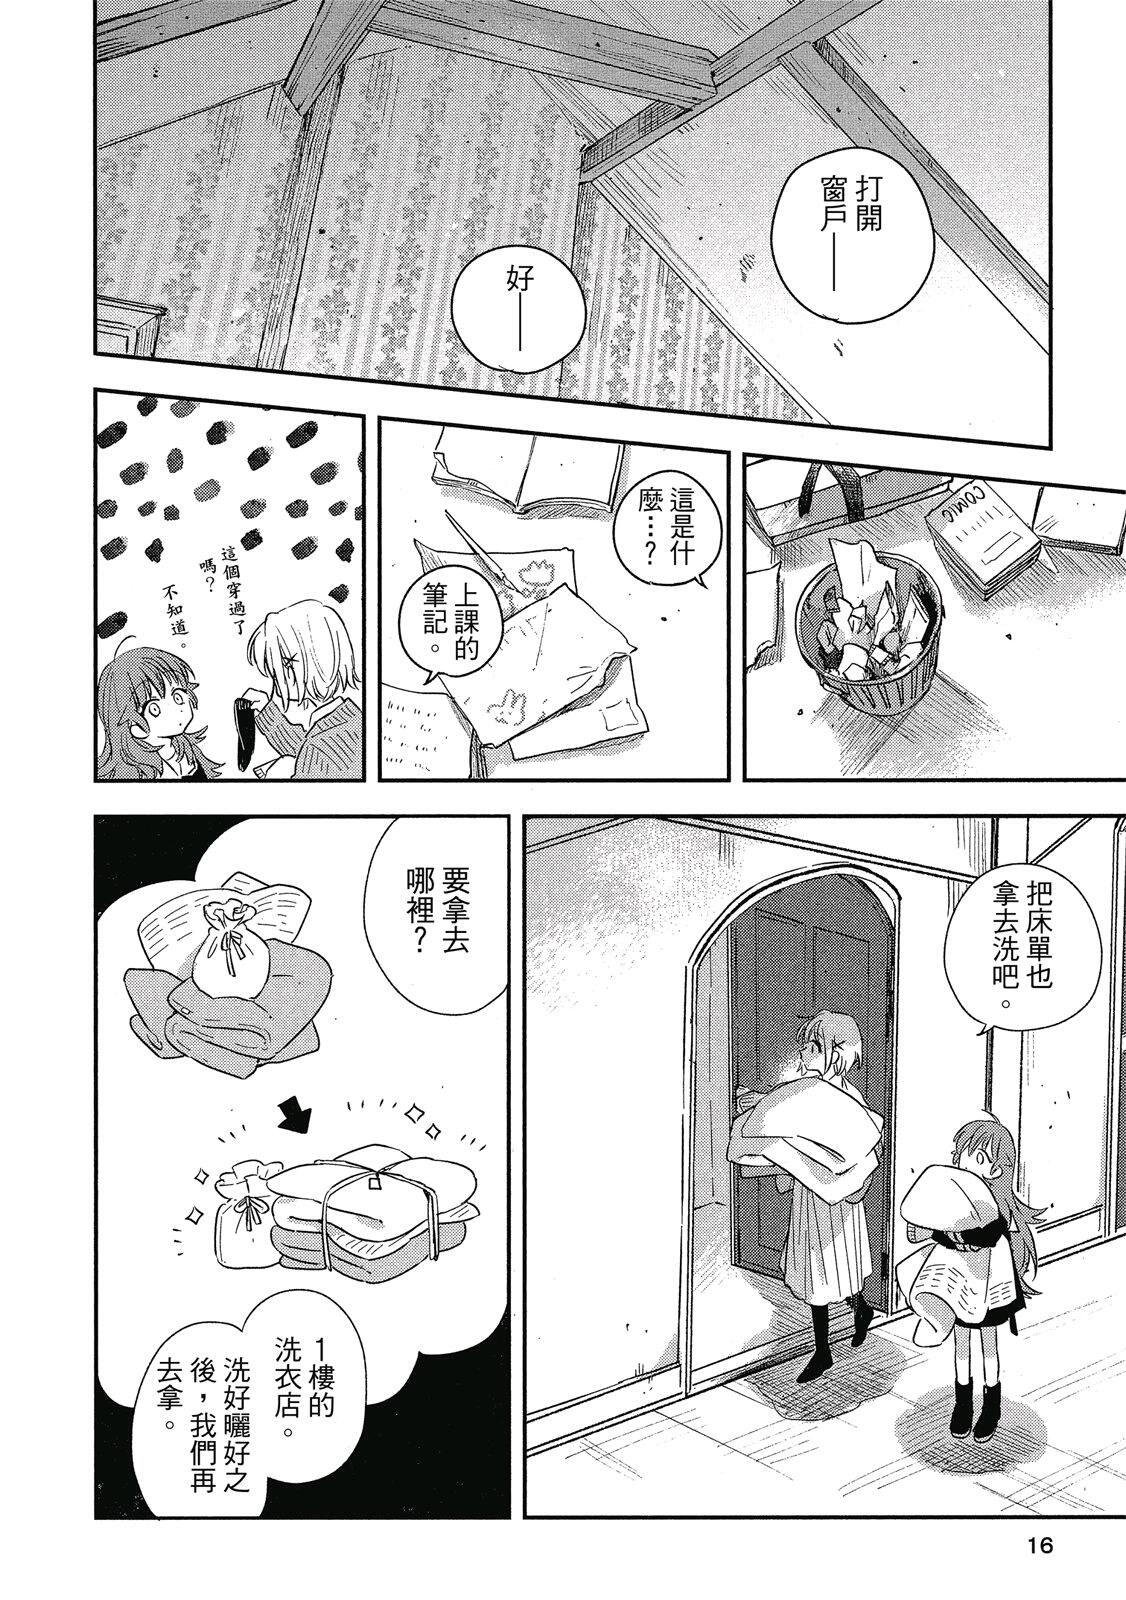 打開
窗戶——
好——
COMIC
這是什
麼…？
上課的
筆記。
這個穿過了
嗎？
不知道。
把床單也
拿去洗吧。
要拿去
哪裡？
1樓的
洗衣店。
洗好曬好之
後，我們再
去拿。
16